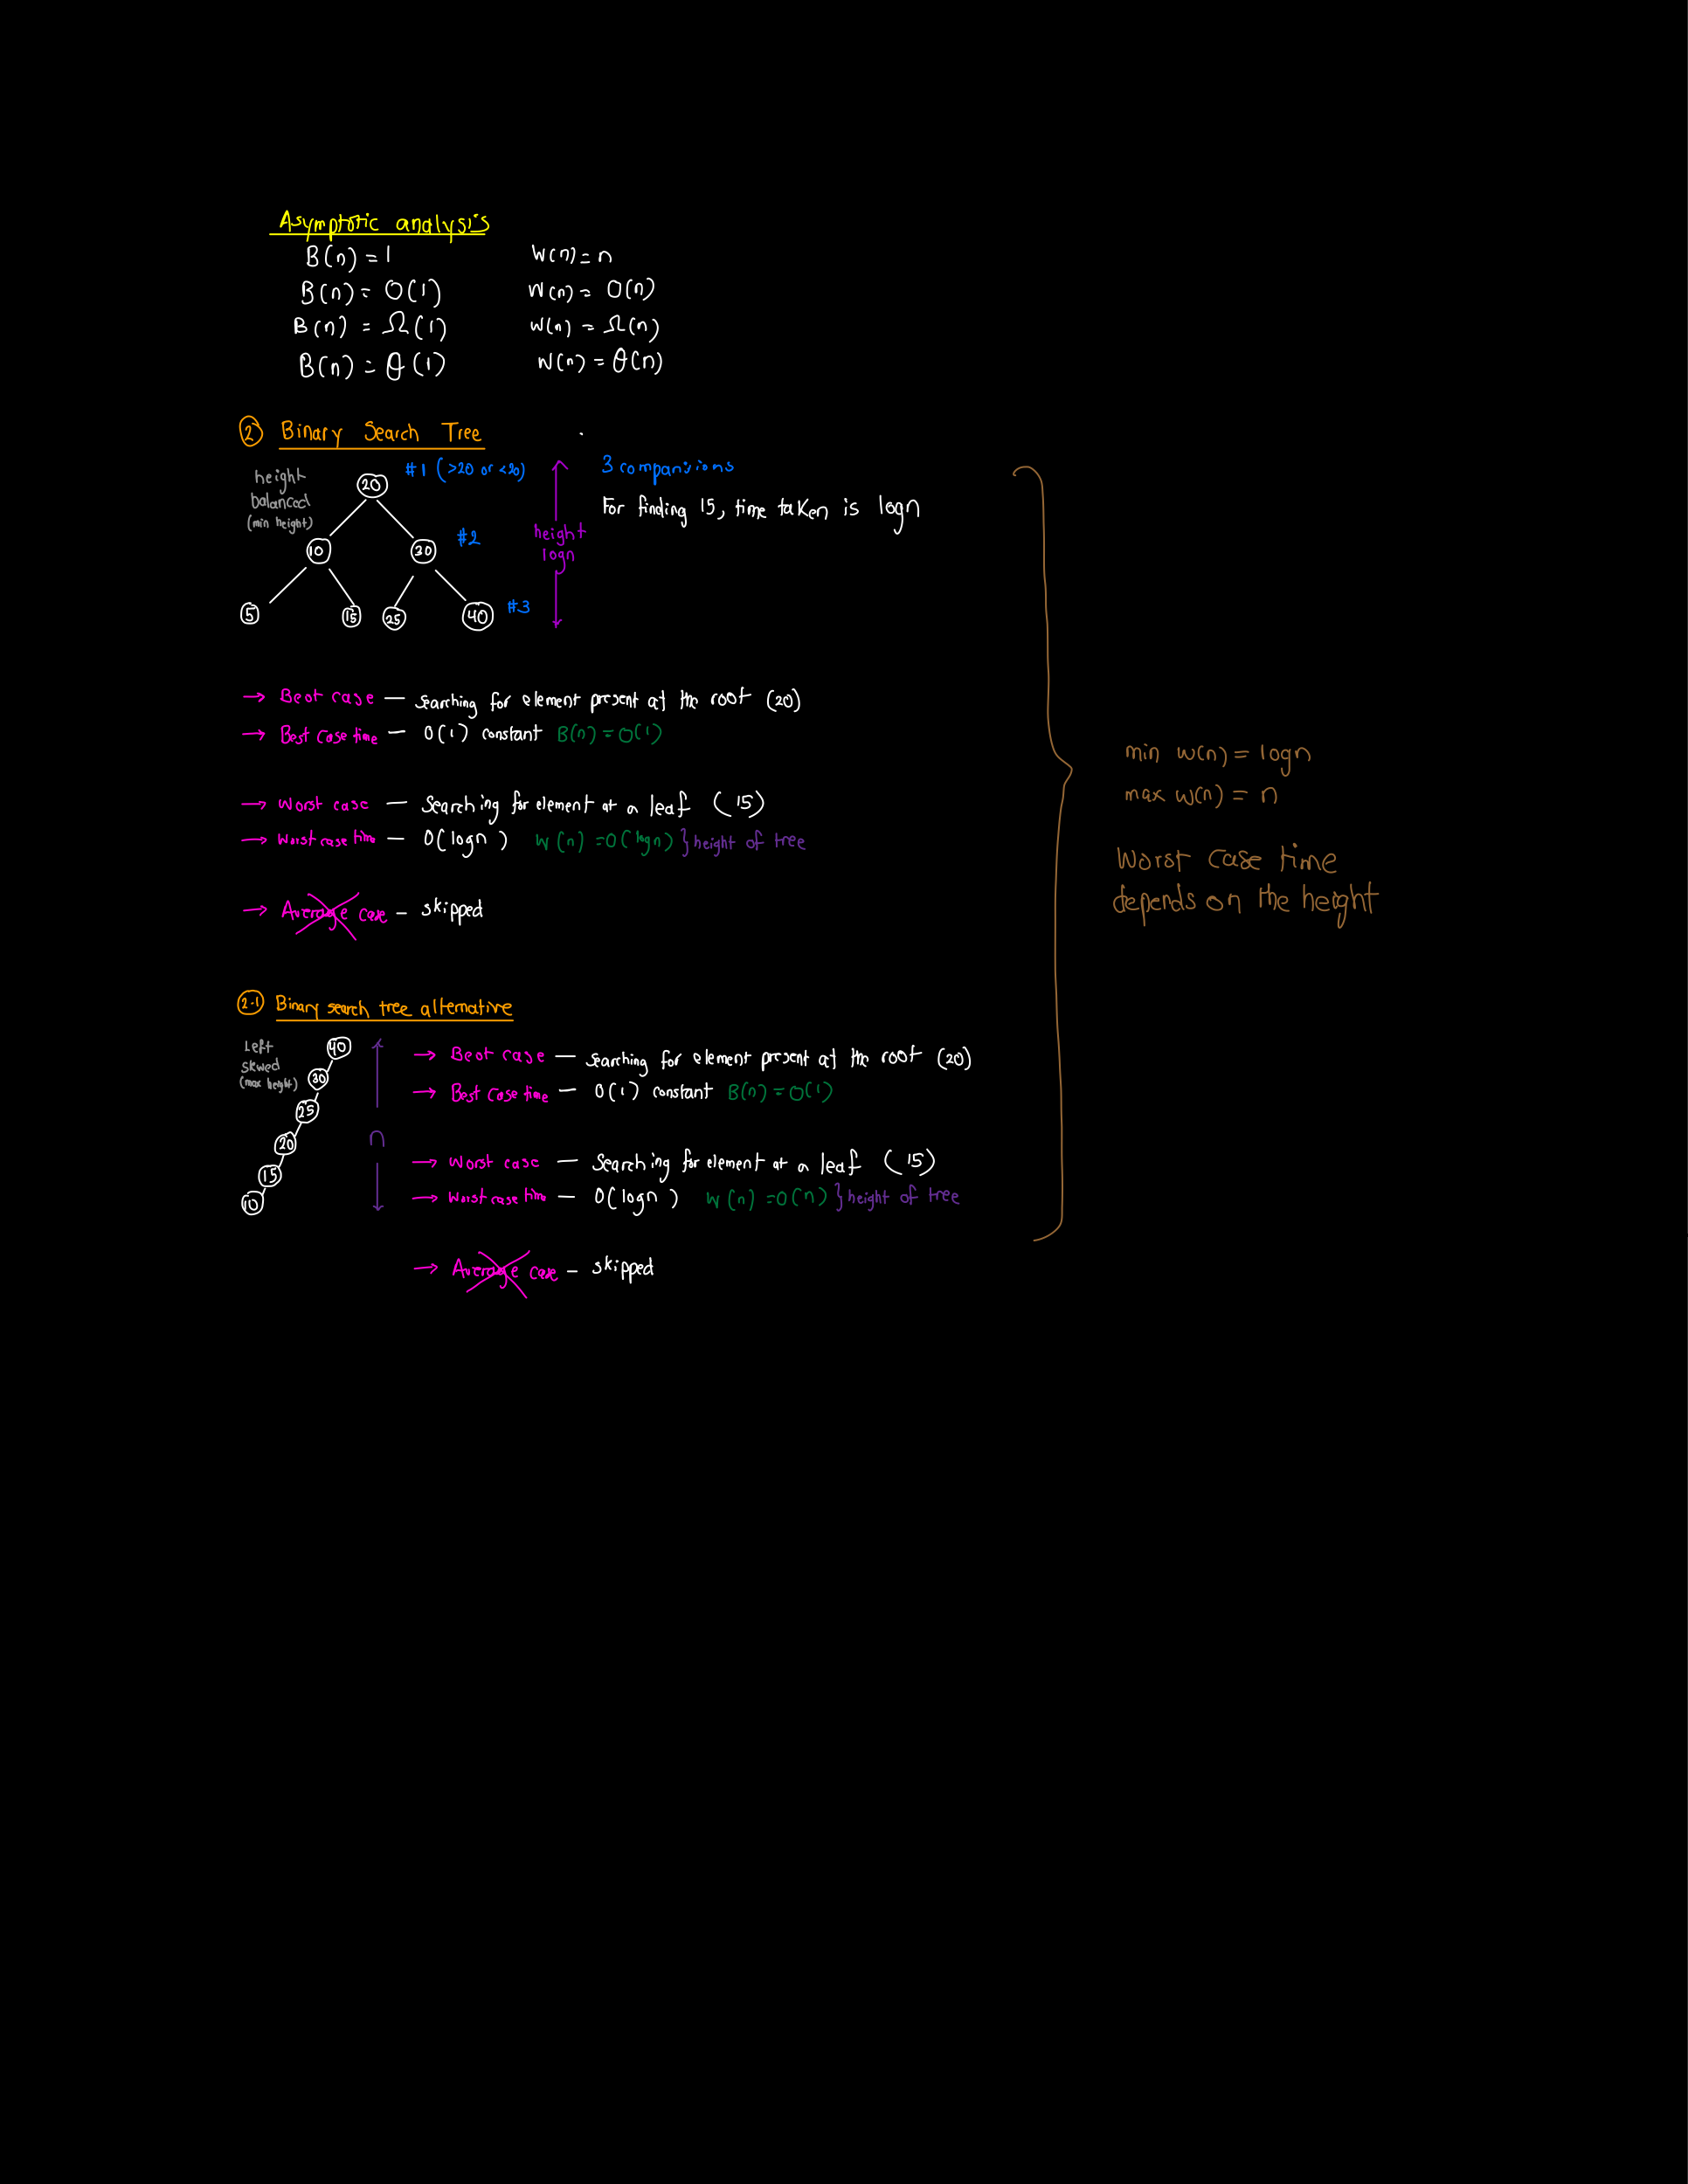 Asymptotic analysis
B(n) = 1 W(n) = n
B(n) = O(1) W(n) = O(n)
B(n) = Ω(1) W(n) = Ω(n)
B(n) = θ(1) W(n) = θ(n)
2 Binary Search Tree
height
balanced
(min height)
20
#1 (>20 or <20)
10 30 #2
5 15 25 40 #3
height
logn
3 comparisions
For finding 15, time taken is logn
→ Best case — searching for element present at the root (20)
→ Best case time — O(1) constant B(n) = O(1)
→ Worst case — Searching for element at a leaf (15)
→ Worst case time — O(logn) W(n) = O(logn) } height of tree
→ Average case — skipped
min w(n) = logn
max w(n) = n
Worst case time
depends on the height
2.1 Binary search tree alternative
Left
skwed
(max height)
40
30
25
20
15
10
n
→ Best case — searching for element present at the root (20)
→ Best case time — O(1) constant B(n) = O(1)
→ Worst case — Searching for element at a leaf (15)
→ Worst case time — O(logn) W(n) = O(n) } height of tree
→ Average case — skipped